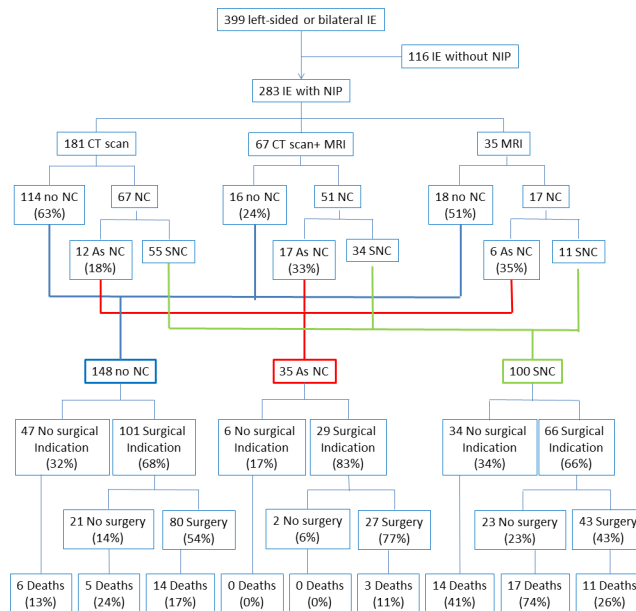 399 left-sided or bilateral IE
116 IE without NIP
283 IE with NIP
181 CT scan
67 CT scan+ MRI
35 MRI
114 no NC
(63%)
67 NC
16 no NC
(24%)
51 NC
18 no NC
(51%)
17 NC
12 As NC
(18%)
55 SNC
17 As NC
(33%)
34 SNC
6 As NC
(35%)
11 SNC
148 no NC
35 As NC
100 SNC
47 No surgical
Indication
(32%)
101 Surgical
Indication
(68%)
6 No surgical
Indication
(17%)
29 Surgical
Indication
(83%)
34 No surgical
Indication
(34%)
66 Surgical
Indication
(66%)
21 No surgery
(14%)
80 Surgery
(54%)
2 No surgery
(6%)
27 Surgery
(77%)
23 No surgery
(23%)
43 Surgery
(43%)
6 Deaths
(13%)
5 Deaths
(24%)
14 Deaths
(17%)
0 Deaths
(0%)
0 Deaths
(0%)
3 Deaths
(11%)
14 Deaths
(41%)
17 Deaths
(74%)
11 Deaths
(26%)